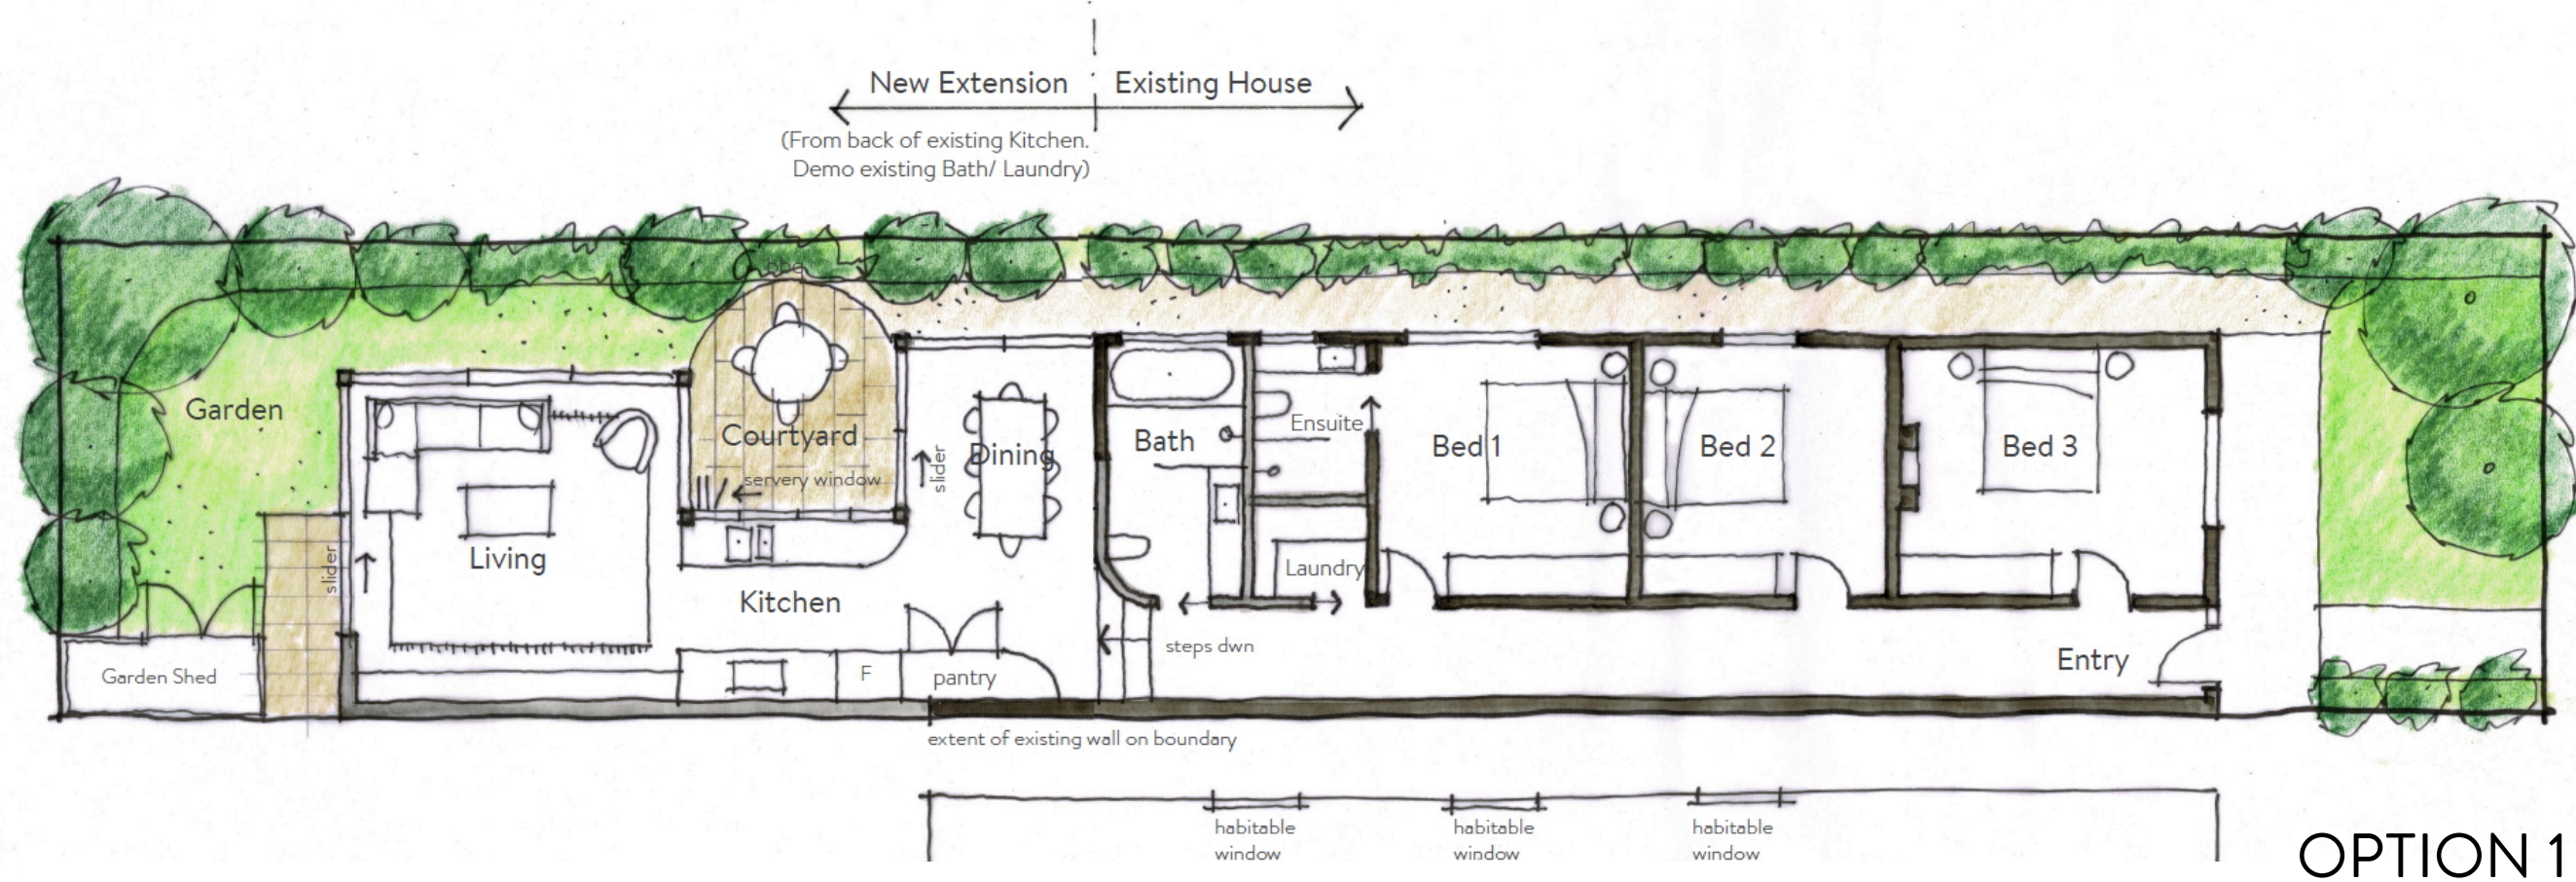 New Extension
Existing House
(From back of existing Kitchen.
Demo existing Bath/ Laundry)
Garden
Courtyard
servery window
slider
Dining
Bath
Ensuite
Bed 1
Bed 2
Bed 3
Living
slider
Kitchen
Laundry
steps dwn
Entry
Garden Shed
F
pantry
extent of existing wall on boundary
habitable
window
habitable
window
habitable
window
OPTION 1